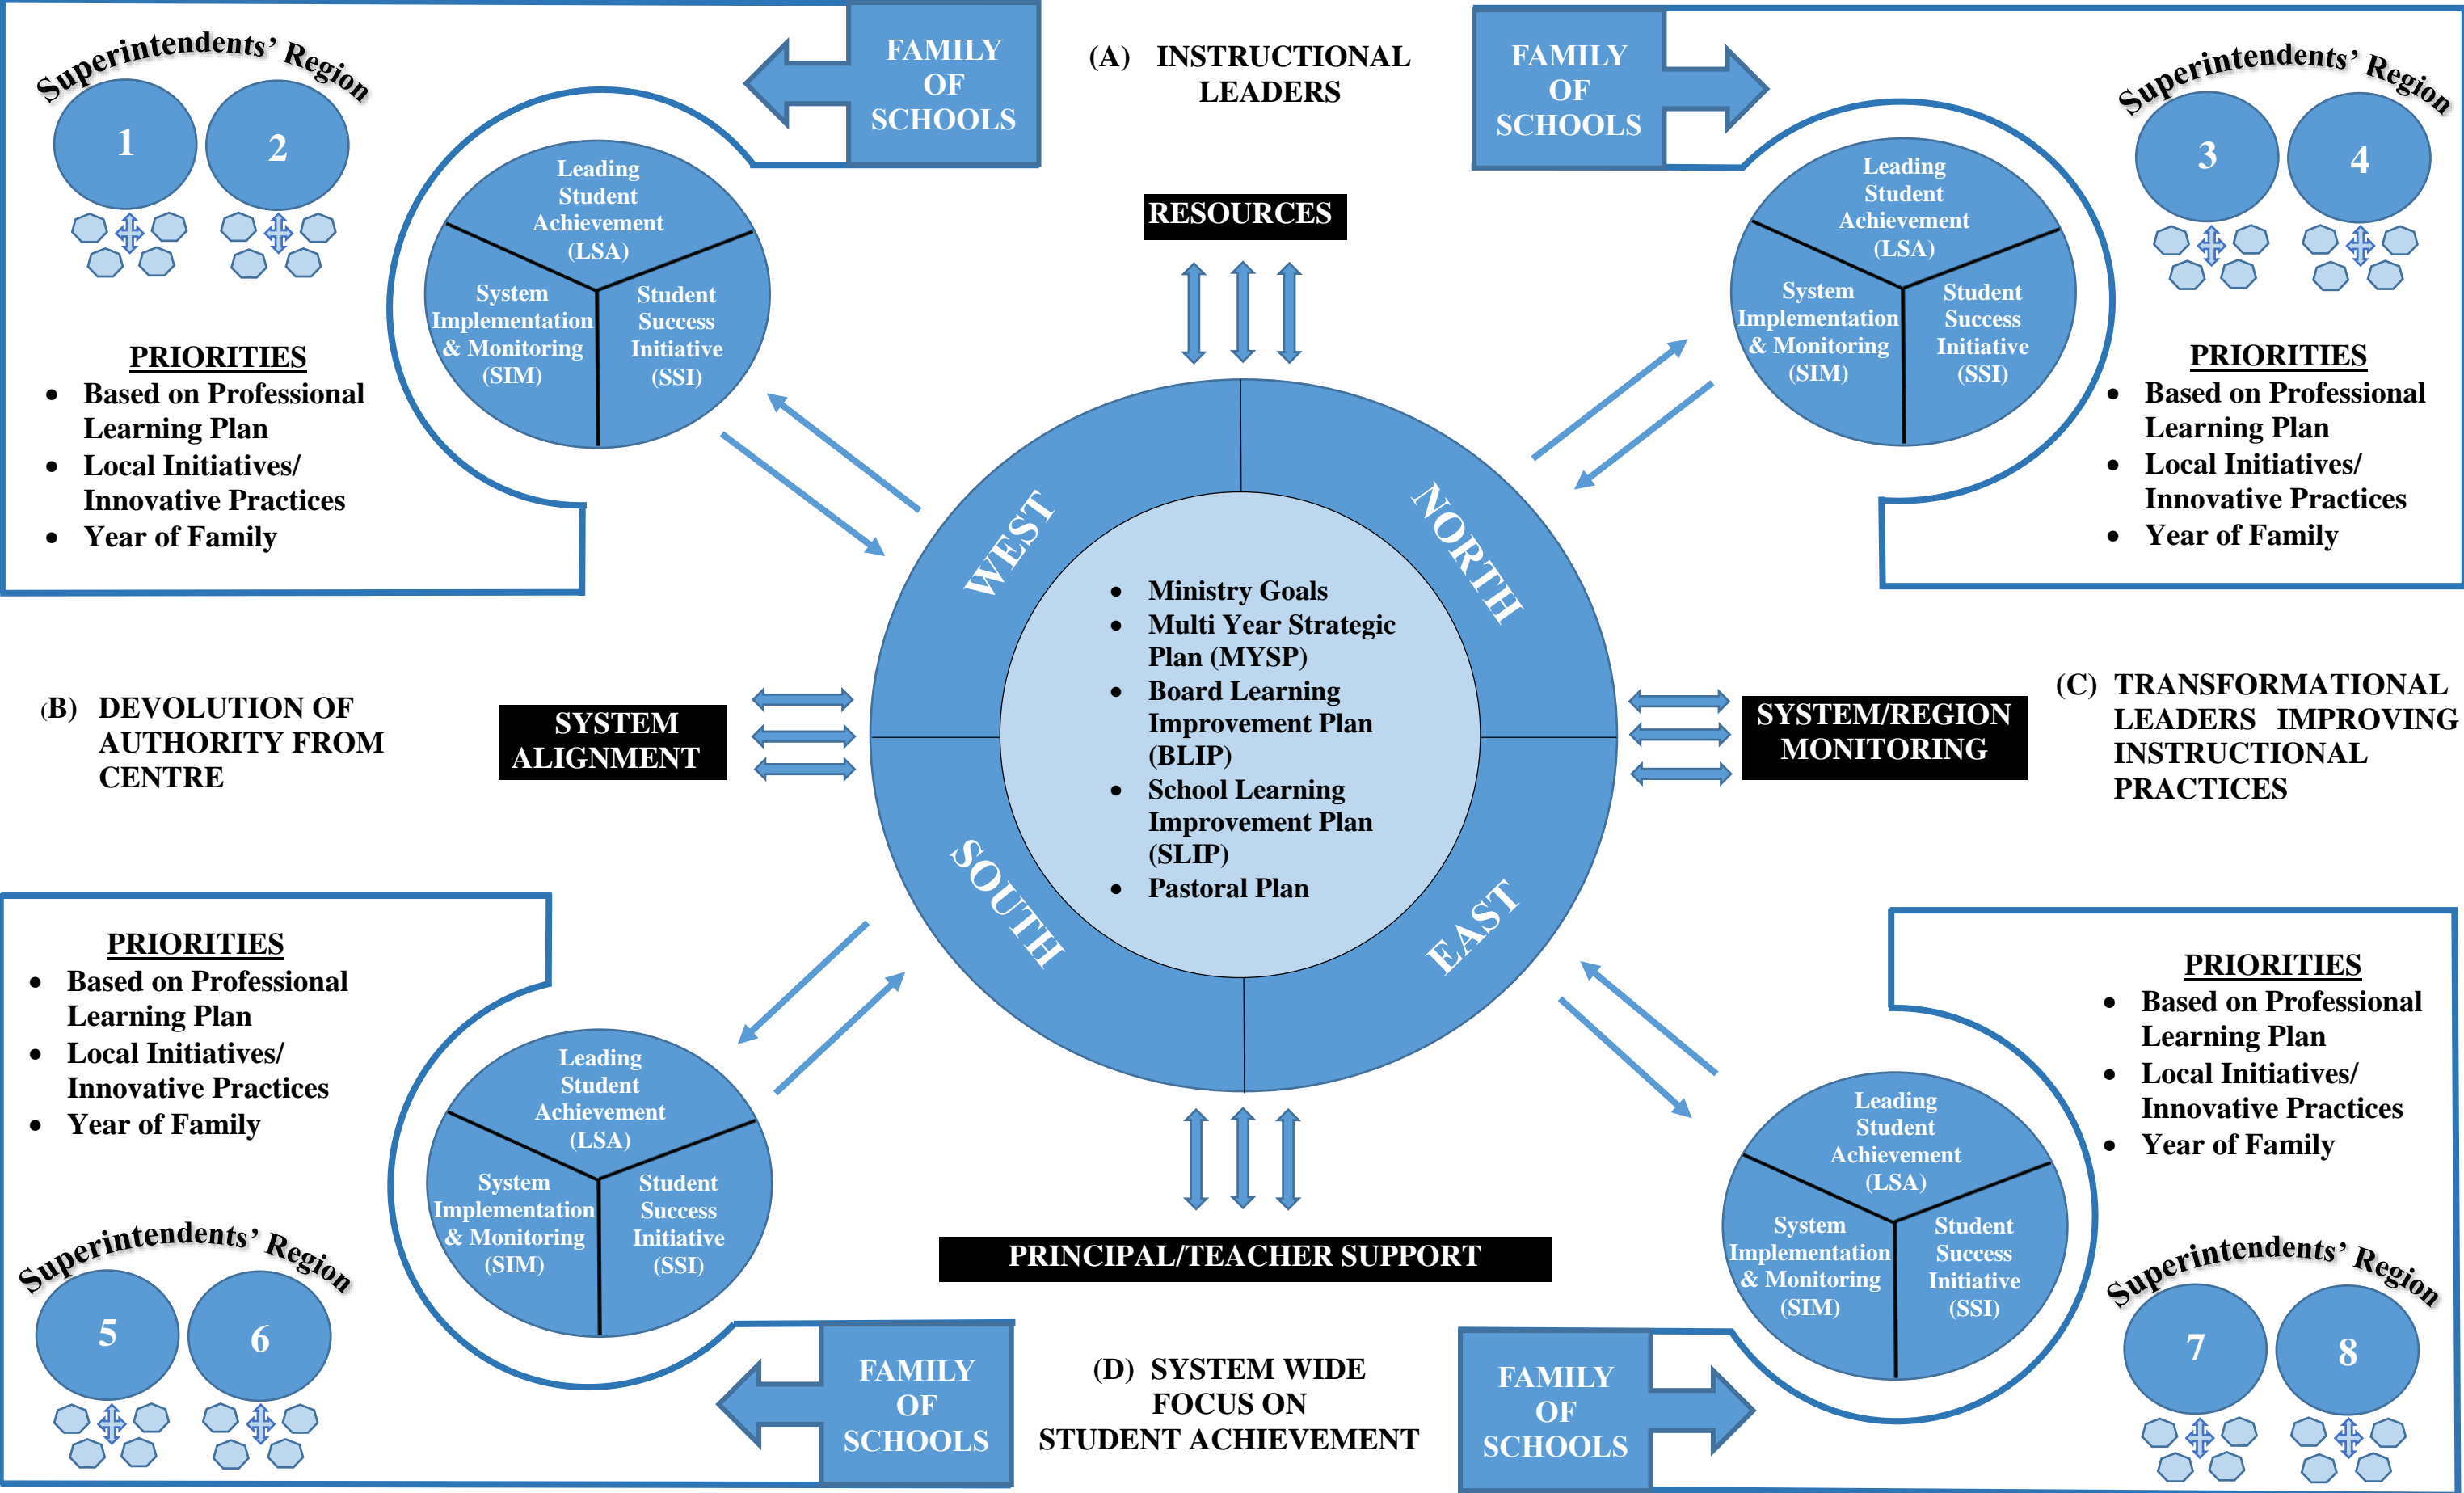 Superintendents’ Region
1
2
PRIORITIES
• Based on Professional
Learning Plan
• Local Initiatives/
Innovative Practices
• Year of Family
Leading
Student
Achievement
(LSA)
System
Implementation
& Monitoring
(SIM)
Student
Success
Initiative
(SSI)
FAMILY
OF
SCHOOLS
(A) INSTRUCTIONAL
LEADERS
RESOURCES
FAMILY
OF
SCHOOLS
Leading
Student
Achievement
(LSA)
System
Implementation
& Monitoring
(SIM)
Student
Success
Initiative
(SSI)
Superintendents’ Region
3
4
PRIORITIES
• Based on Professional
Learning Plan
• Local Initiatives/
Innovative Practices
• Year of Family
(B) DEVOLUTION OF
AUTHORITY FROM
CENTRE
SYSTEM
ALIGNMENT
WEST
NORTH
SOUTH
EAST
• Ministry Goals
• Multi Year Strategic
Plan (MYSP)
• Board Learning
Improvement Plan
(BLIP)
• School Learning
Improvement Plan
(SLIP)
• Pastoral Plan
SYSTEM/REGION
MONITORING
(C) TRANSFORMATIONAL
LEADERS IMPROVING
INSTRUCTIONAL
PRACTICES
PRIORITIES
• Based on Professional
Learning Plan
• Local Initiatives/
Innovative Practices
• Year of Family
Superintendents’ Region
5
6
Leading
Student
Achievement
(LSA)
System
Implementation
& Monitoring
(SIM)
Student
Success
Initiative
(SSI)
FAMILY
OF
SCHOOLS
PRINCIPAL/TEACHER SUPPORT
(D) SYSTEM WIDE
FOCUS ON
STUDENT ACHIEVEMENT
FAMILY
OF
SCHOOLS
Leading
Student
Achievement
(LSA)
System
Implementation
& Monitoring
(SIM)
Student
Success
Initiative
(SSI)
PRIORITIES
• Based on Professional
Learning Plan
• Local Initiatives/
Innovative Practices
• Year of Family
Superintendents’ Region
7
8